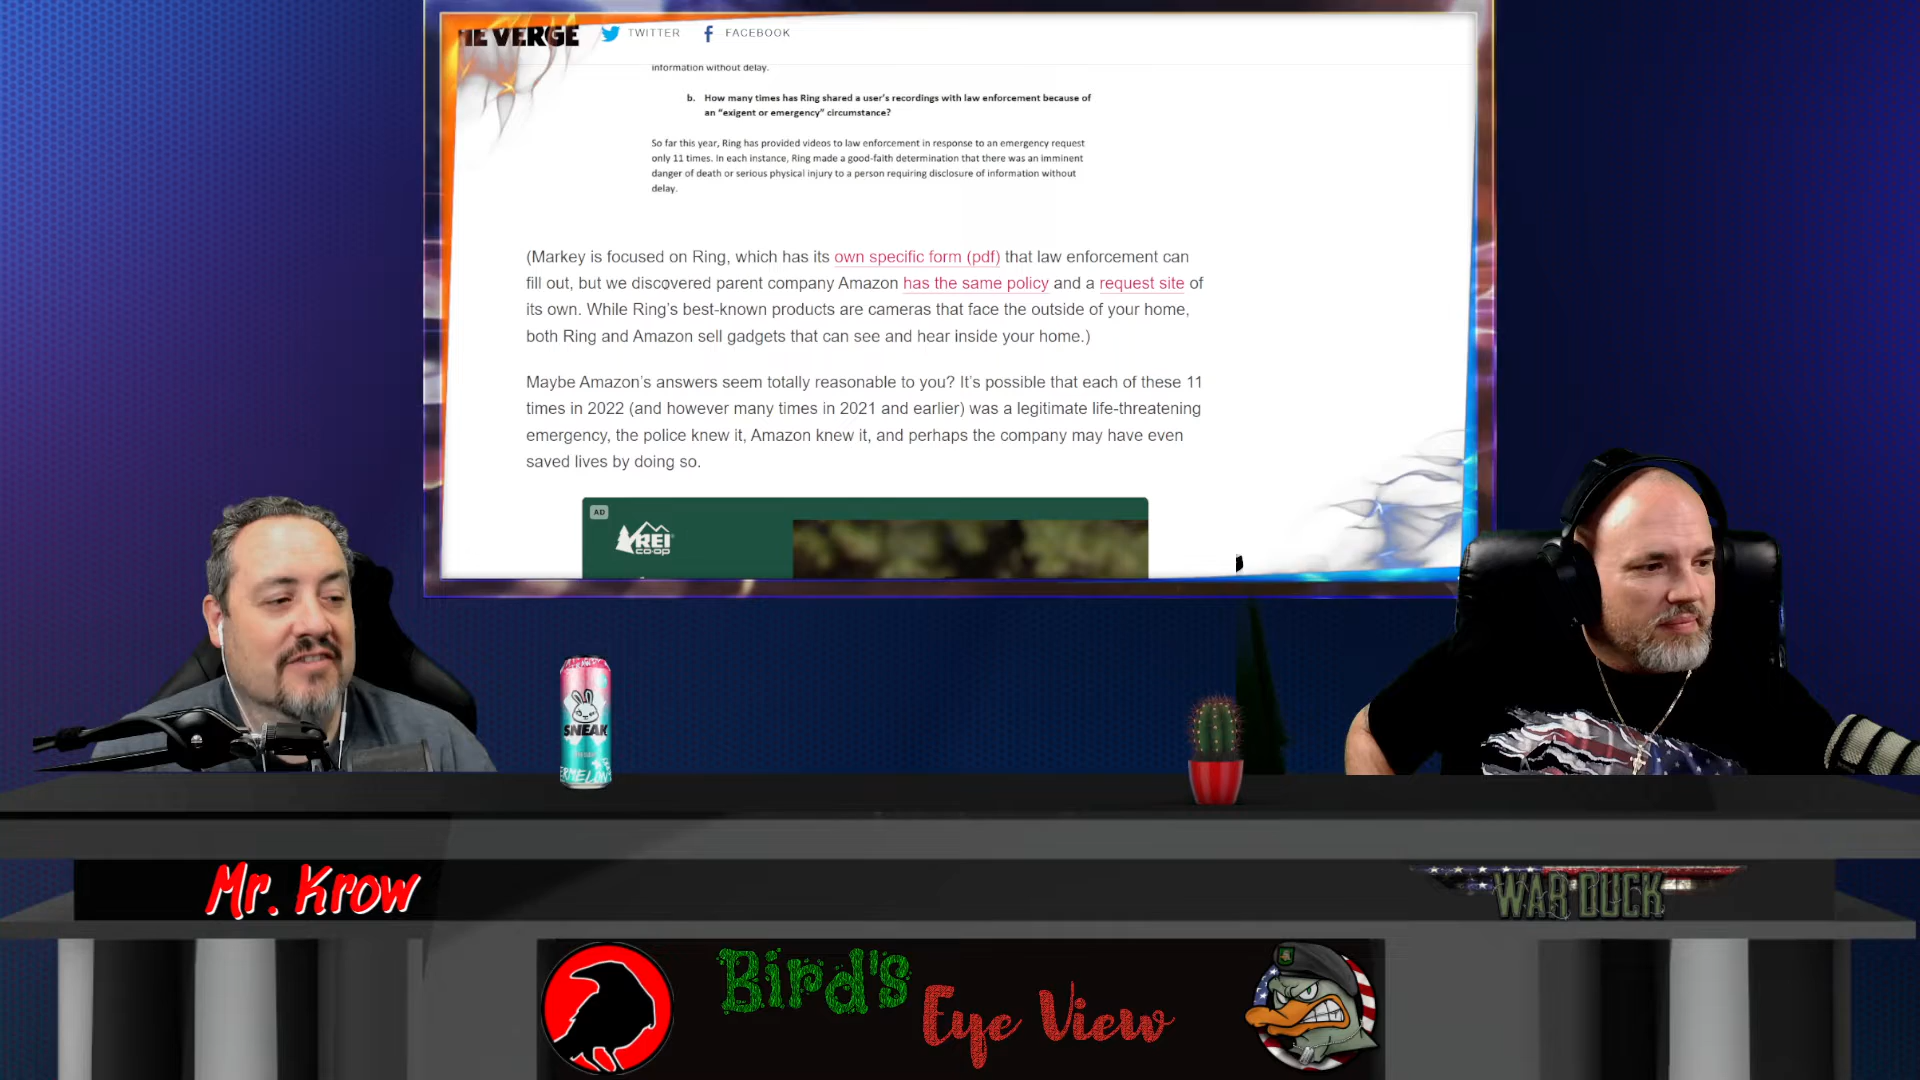 HE VERGE
TWITTER
FACEBOOK
information without delay.
b. How many times has Ring shared a user's recordings with law enforcement because of
an "exigent or emergency" circumstance?
So far this year, Ring has provided videos to law enforcement in response to an emergency request
only 11 times. In each instance, Ring made a good-faith determination that there was an imminent
danger of death or serious physical injury to a person requiring disclosure of information without
delay.
(Markey is focused on Ring, which has its own specific form (pdf) that law enforcement can
fill out, but we discovered parent company Amazon has the same policy and a request site of
its own. While Ring's best-known products are cameras that face the outside of your home,
both Ring and Amazon sell gadgets that can see and hear inside your home.)
Maybe Amazon's answers seem totally reasonable to you? It's possible that each of these 11
times in 2022 (and however many times in 2021 and earlier) was a legitimate life-threatening
emergency, the police knew it, Amazon knew it, and perhaps the company may have even
saved lives by doing so.
AD
REI
CO-OP
SNEAK
ERMELON
Mr. Krow
WAR DUCK
Bird's
Eye View